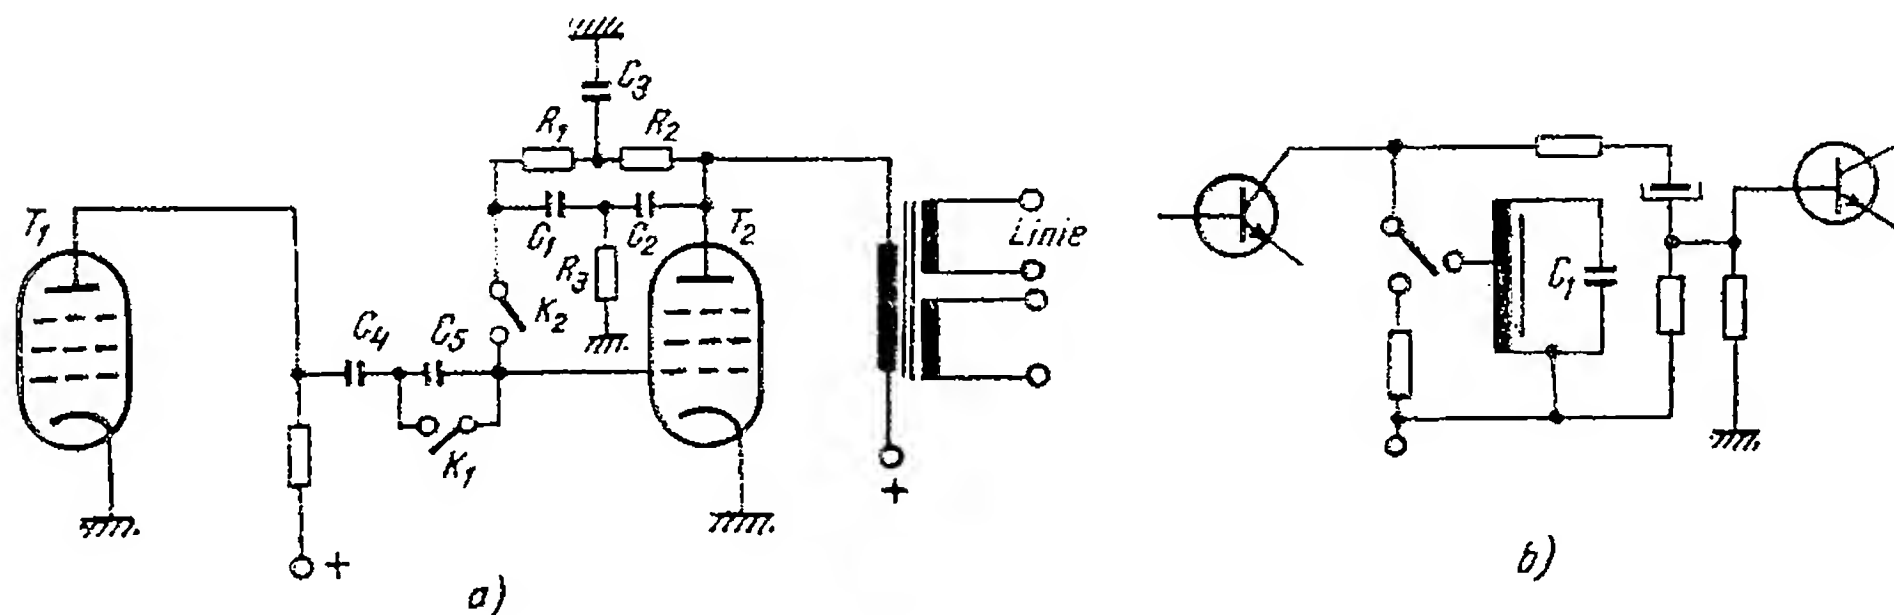 C₃
R₁
R₂
T₁
C₁
C₂
T₂
Linie
R₃
K₂
C₁
C₄
C₅
K₁
+
+
a)
b)